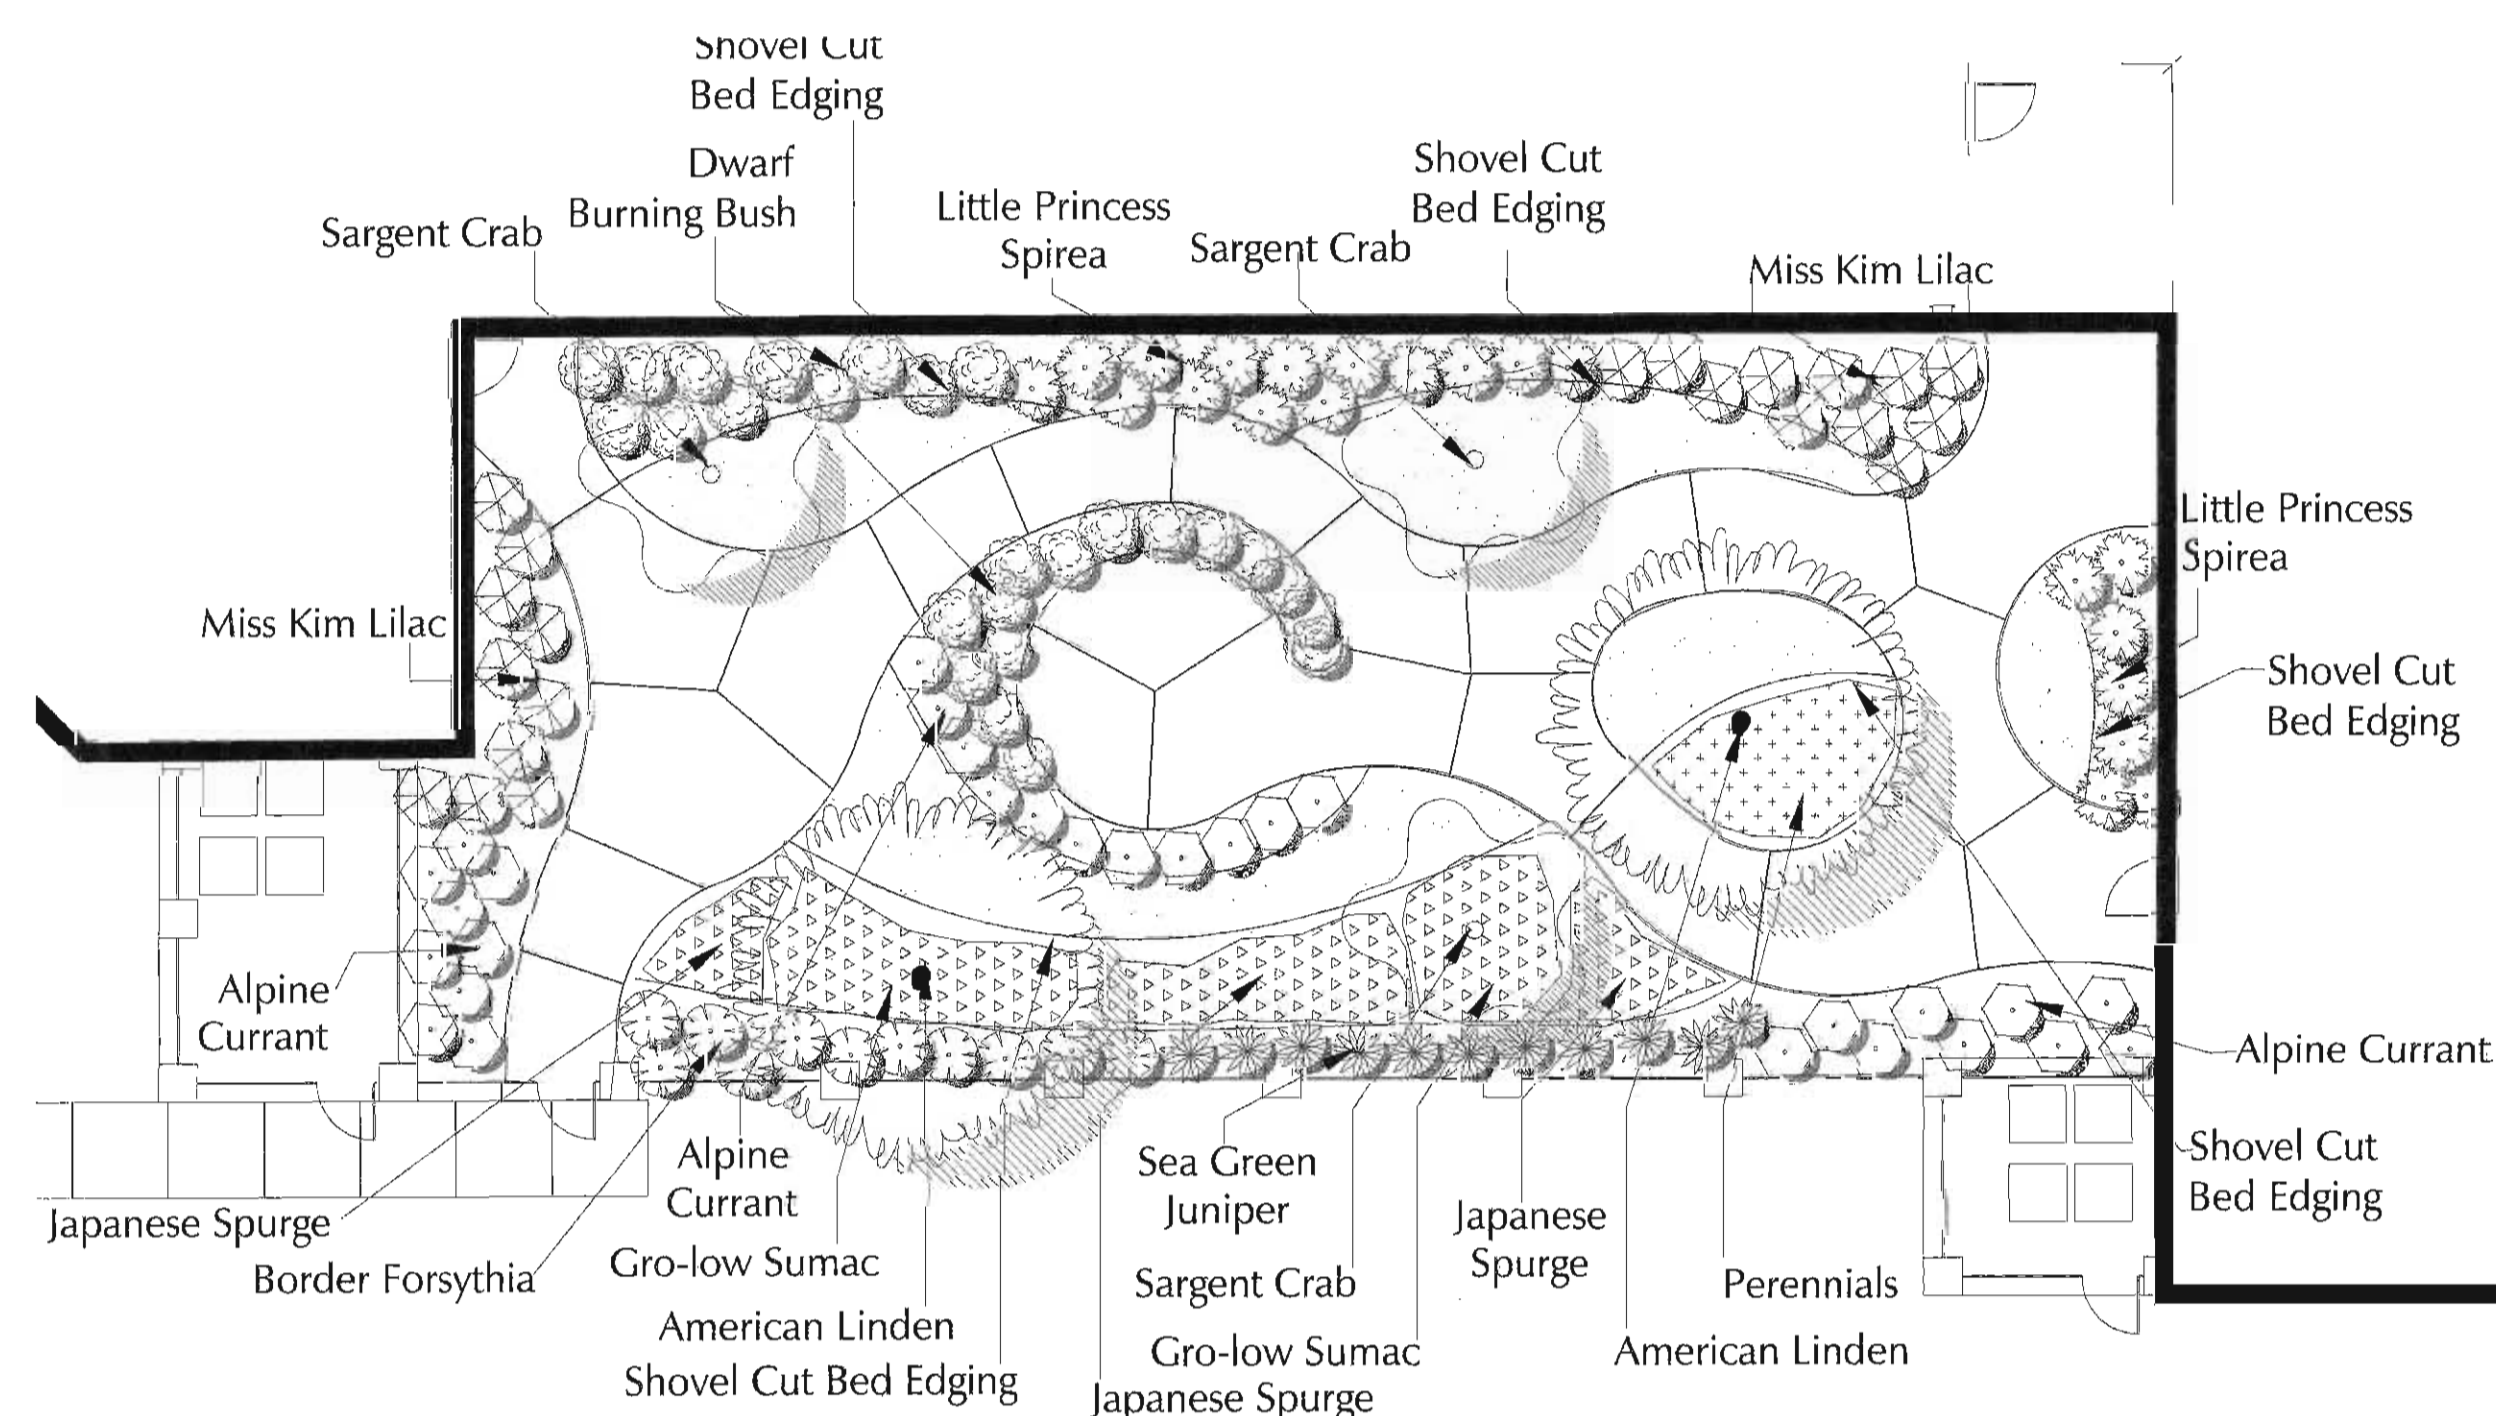 Shovel Cut
Bed Edging
Dwarf
Burning Bush
Sargent Crab
Little Princess
Spirea
Shovel Cut
Bed Edging
Sargent Crab
Miss Kim Lilac
Little Princess
Spirea
Miss Kim Lilac
Shovel Cut
Bed Edging
Alpine
Currant
Alpine Currant
Shovel Cut
Bed Edging
Alpine
Currant
Sea Green
Juniper
Japanese
Spurge
Japanese Spurge
Border Forsythia
Gro-low Sumac
Sargent Crab
Perennials
American Linden
Gro-low Sumac
American Linden
Shovel Cut Bed Edging
Japanese Spurge